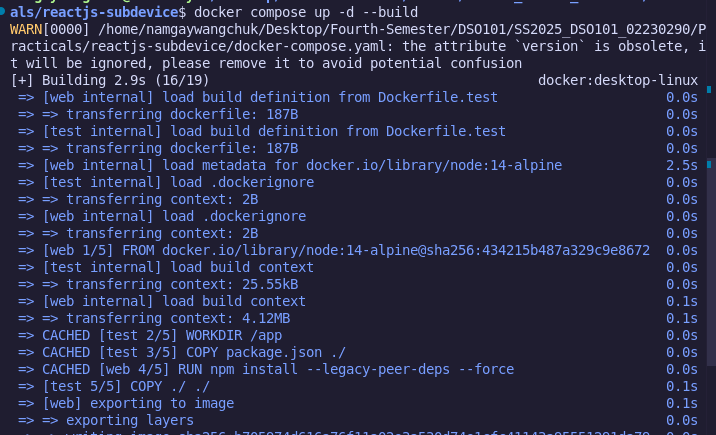 als/reactjs-subdevice$ docker compose up -d --build
WARN[0000] /home/namgaywangchuk/Desktop/Fourth-Semester/DSO101/SS2025_DSO101_02230290/P
racticals/reactjs-subdevice/docker-compose.yaml: the attribute `version` is obsolete, i
t will be ignored, please remove it to avoid potential confusion
[+] Building 2.9s (16/19) docker:desktop-linux
=> [web internal] load build definition from Dockerfile.test 0.0s
=> => transferring dockerfile: 187B 0.0s
=> [test internal] load build definition from Dockerfile.test 0.0s
=> => transferring dockerfile: 187B 0.0s
=> [web internal] load metadata for docker.io/library/node:14-alpine 2.5s
=> [test internal] load .dockerignore 0.0s
=> => transferring context: 2B 0.0s
=> [web internal] load .dockerignore 0.0s
=> => transferring context: 2B 0.0s
=> [web 1/5] FROM docker.io/library/node:14-alpine@sha256:434215b487a329c9e8672 0.0s
=> [test internal] load build context 0.0s
=> => transferring context: 25.55kB 0.0s
=> [web internal] load build context 0.1s
=> => transferring context: 4.12MB 0.1s
=> CACHED [test 2/5] WORKDIR /app 0.0s
=> CACHED [test 3/5] COPY package.json ./ 0.0s
=> CACHED [web 4/5] RUN npm install --legacy-peer-deps --force 0.0s
=> [test 5/5] COPY ./ ./ 0.1s
=> [web] exporting to image 0.1s
=> => exporting layers 0.0s